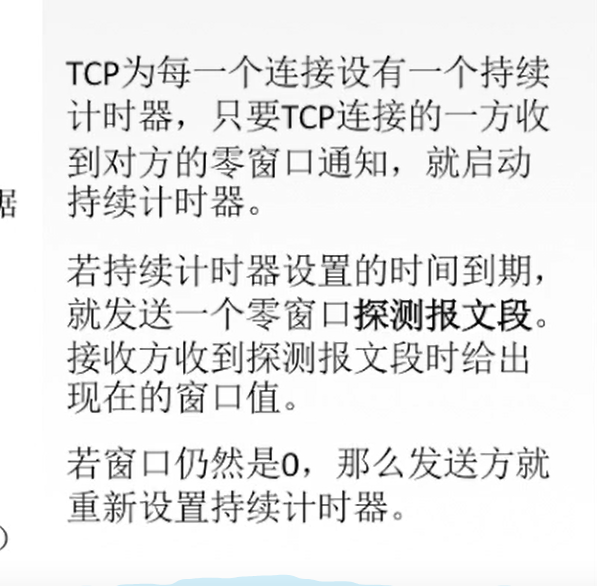 TCP为每一个连接设有一个持续
计时器，只要TCP连接的一方收
到对方的零窗口通知，就启动
持续计时器。
据
若持续计时器设置的时间到期，
就发送一个零窗口探测报文段。
接收方收到探测报文段时给出
现在的窗口值。
若窗口仍然是0，那么发送方就
重新设置持续计时器。
）